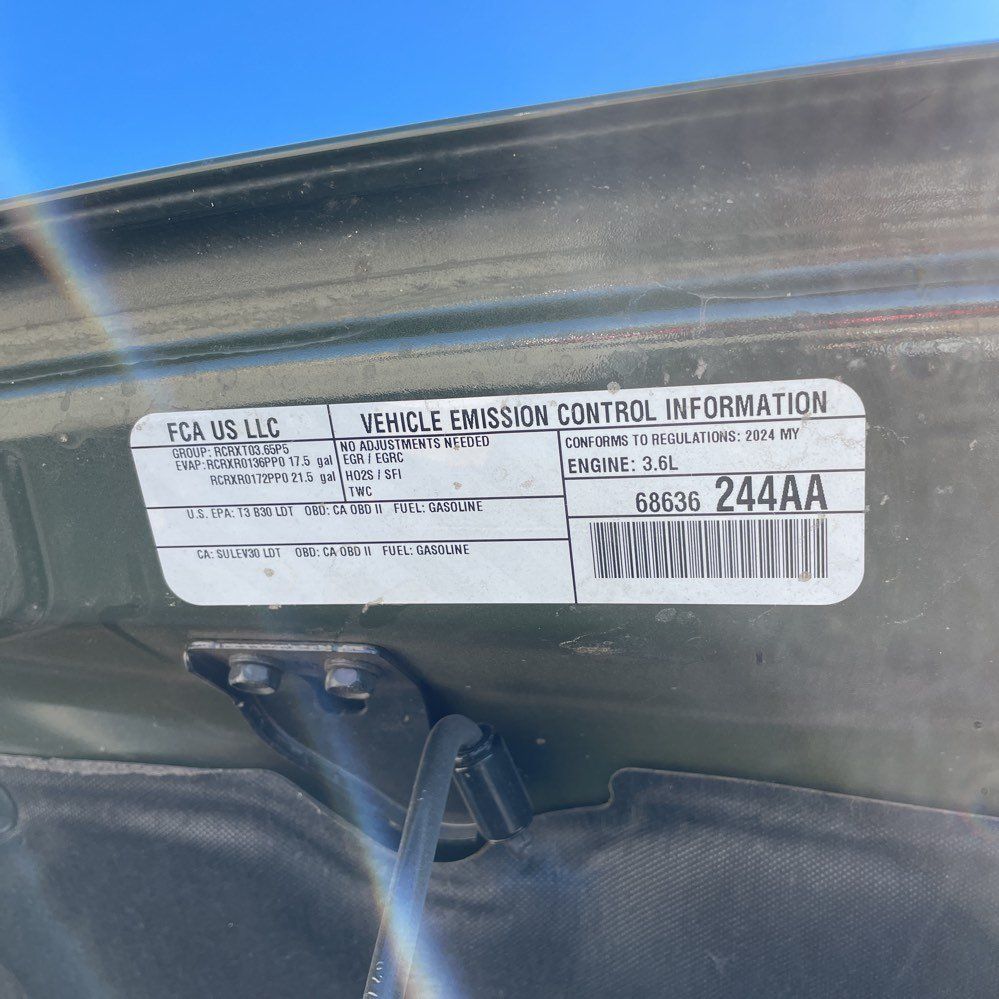 FCA US LLC
GROUP: RCRXT03.65P5
EVAP:RCRXR0136PP0 17.5 gal
RCRXR0172PP0 21.5 gal
VEHICLE EMISSION CONTROL INFORMATION
NO ADJUSTMENTS NEEDED
EGR / EGRC
HO2S / SFI
TWC
CONFORMS TO REGULATIONS: 2024 MY
ENGINE: 3.6L
68636 244AA
U.S. EPA: T3 B30 LDT OBD: CA OBD II FUEL: GASOLINE
CA: SULEV30 LDT OBD: CA OBD II FUEL: GASOLINE